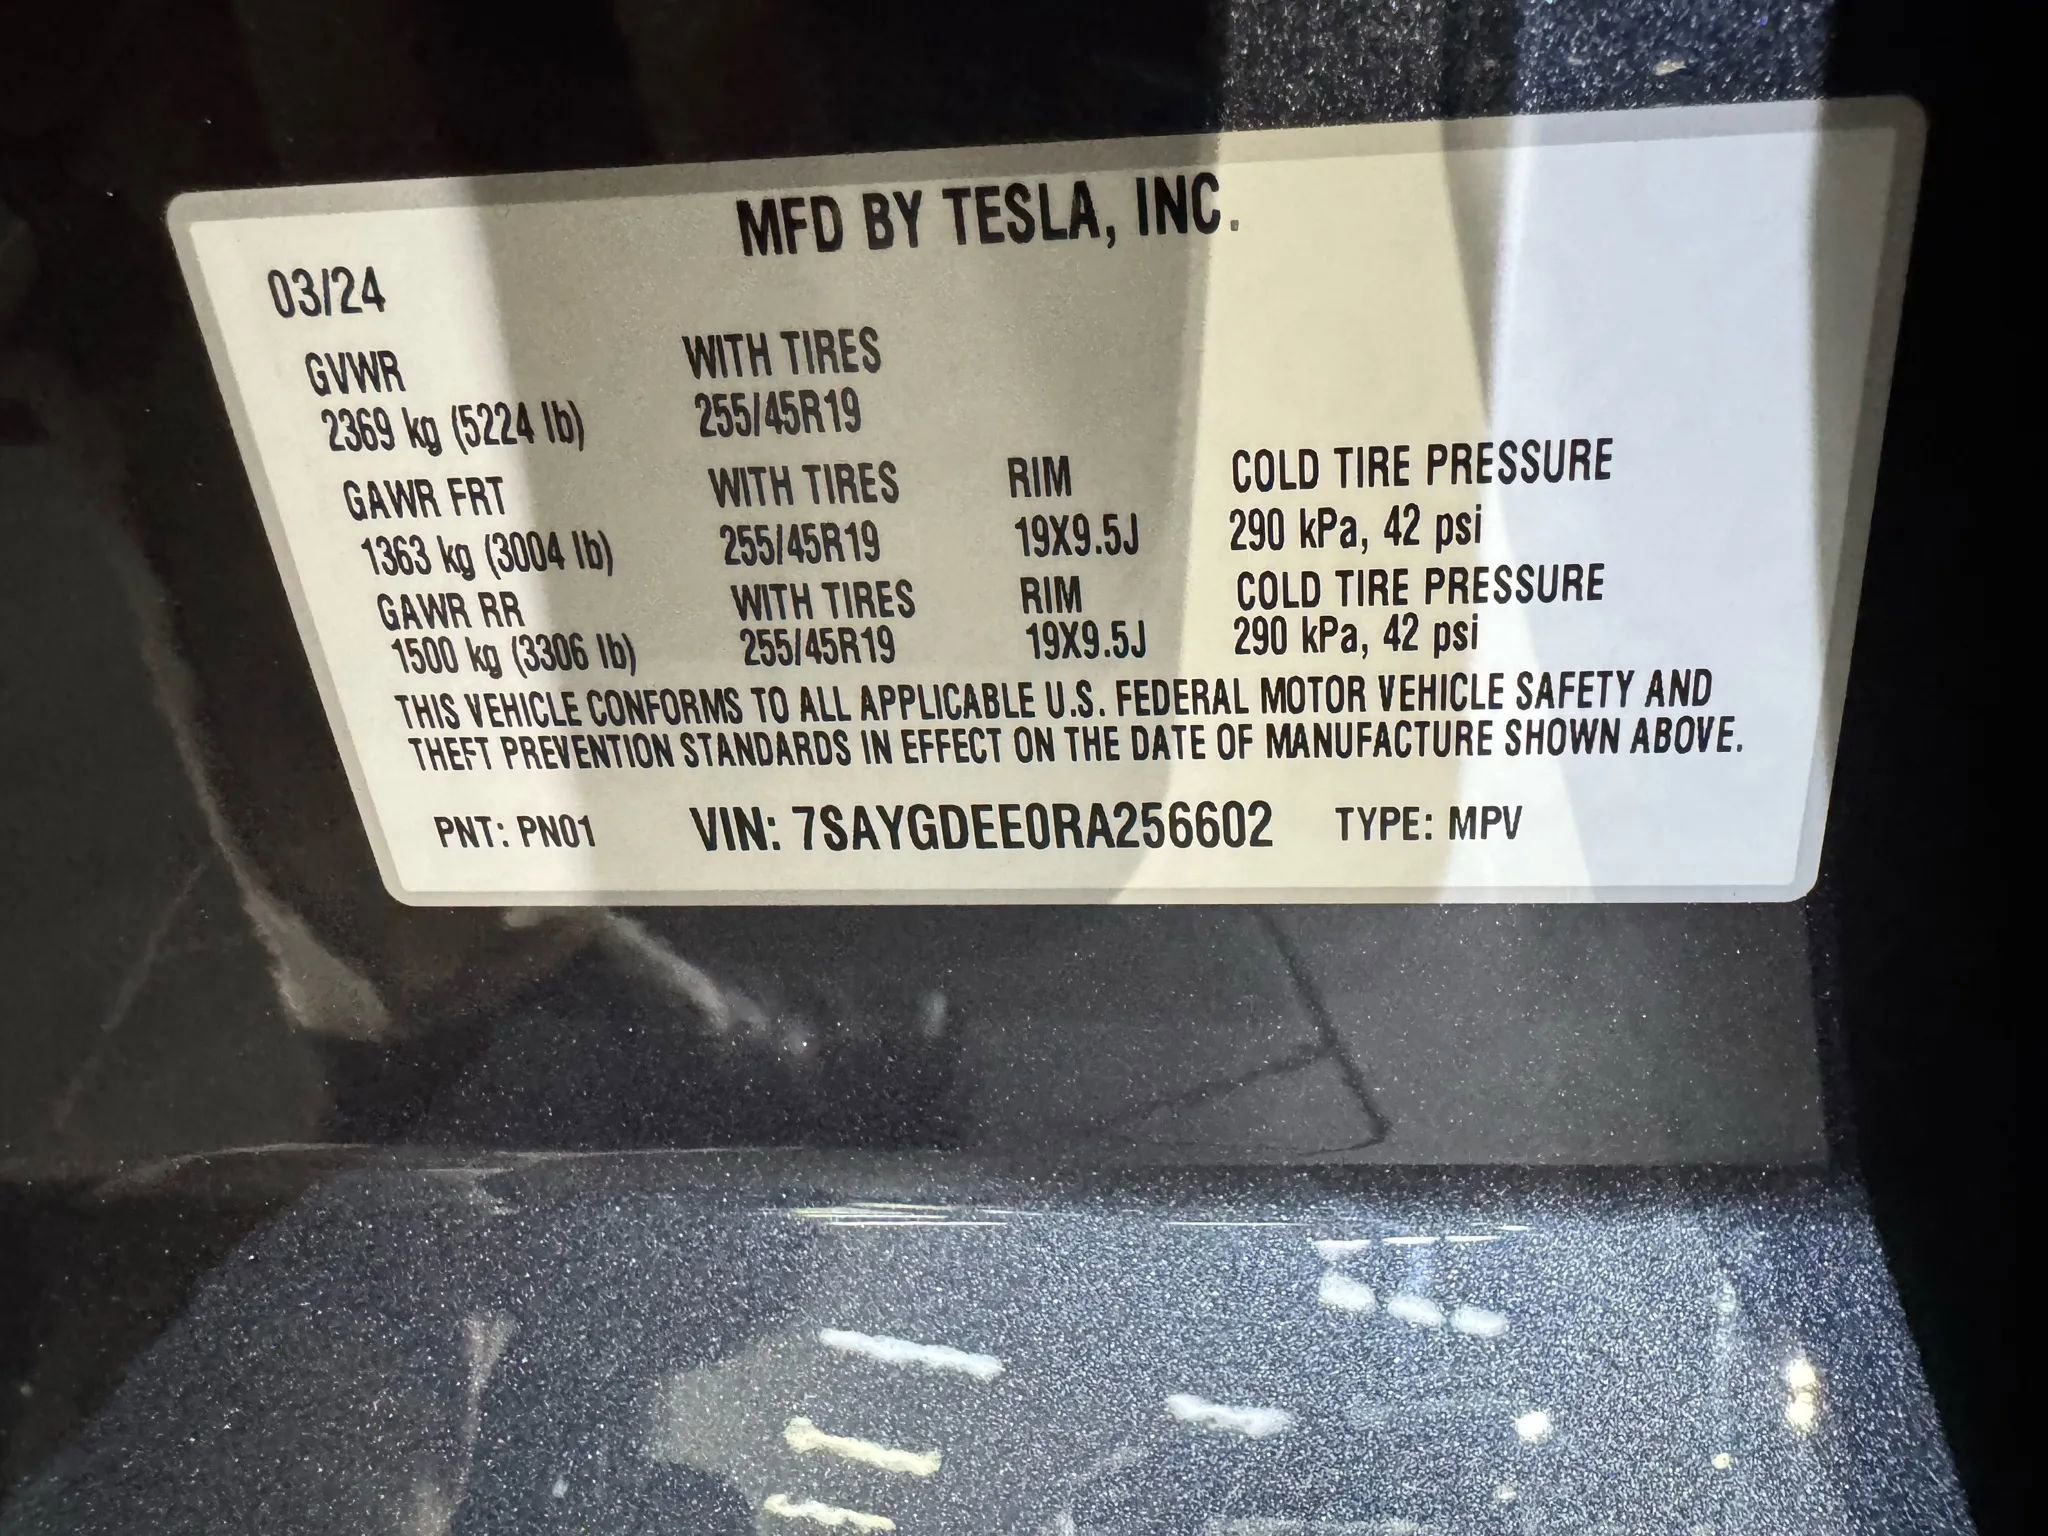 MFD BY TESLA, INC.
03/24
GVWR WITH TIRES
2369 kg (5224 lb) 255/45R19
GAWR FRT WITH TIRES RIM COLD TIRE PRESSURE
1363 kg (3004 lb) 255/45R19 19X9.5J 290 kPa, 42 psi
GAWR RR WITH TIRES RIM COLD TIRE PRESSURE
1500 kg (3306 lb) 255/45R19 19X9.5J 290 kPa, 42 psi
THIS VEHICLE CONFORMS TO ALL APPLICABLE U.S. FEDERAL MOTOR VEHICLE SAFETY AND
THEFT PREVENTION STANDARDS IN EFFECT ON THE DATE OF MANUFACTURE SHOWN ABOVE.
PNT: PN01 VIN: 7SAYGDEE0RA256602 TYPE: MPV